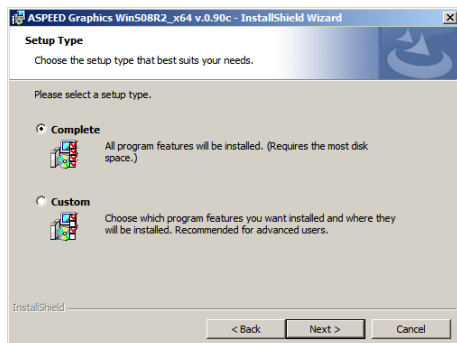 ASPEED Graphics WinS08R2_x64 v.0.90c - InstallShield Wizard
Setup Type
Choose the setup type that best suits your needs.
Please select a setup type.
Complete
All program features will be installed. (Requires the most disk
space.)
Custom
Choose which program features you want installed and where they
will be installed. Recommended for advanced users.
InstallShield
< Back
Next >
Cancel